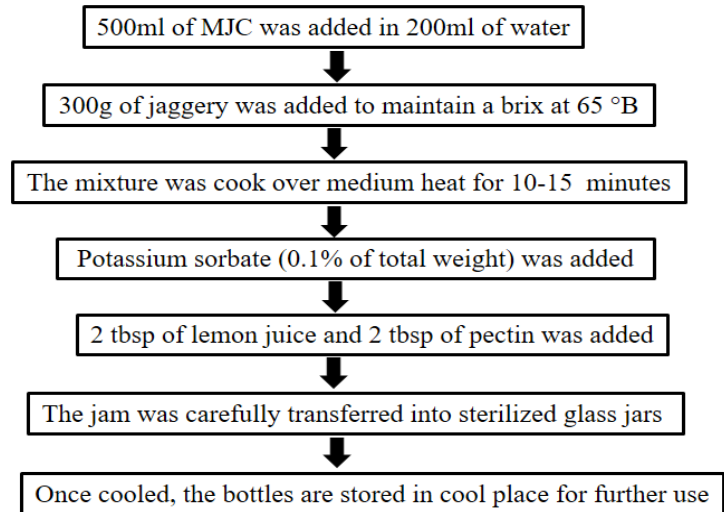 500ml of MJC was added in 200ml of water
300g of jaggery was added to maintain a brix at 65 °B
The mixture was cook over medium heat for 10-15 minutes
Potassium sorbate (0.1% of total weight) was added
2 tbsp of lemon juice and 2 tbsp of pectin was added
The jam was carefully transferred into sterilized glass jars
Once cooled, the bottles are stored in cool place for further use